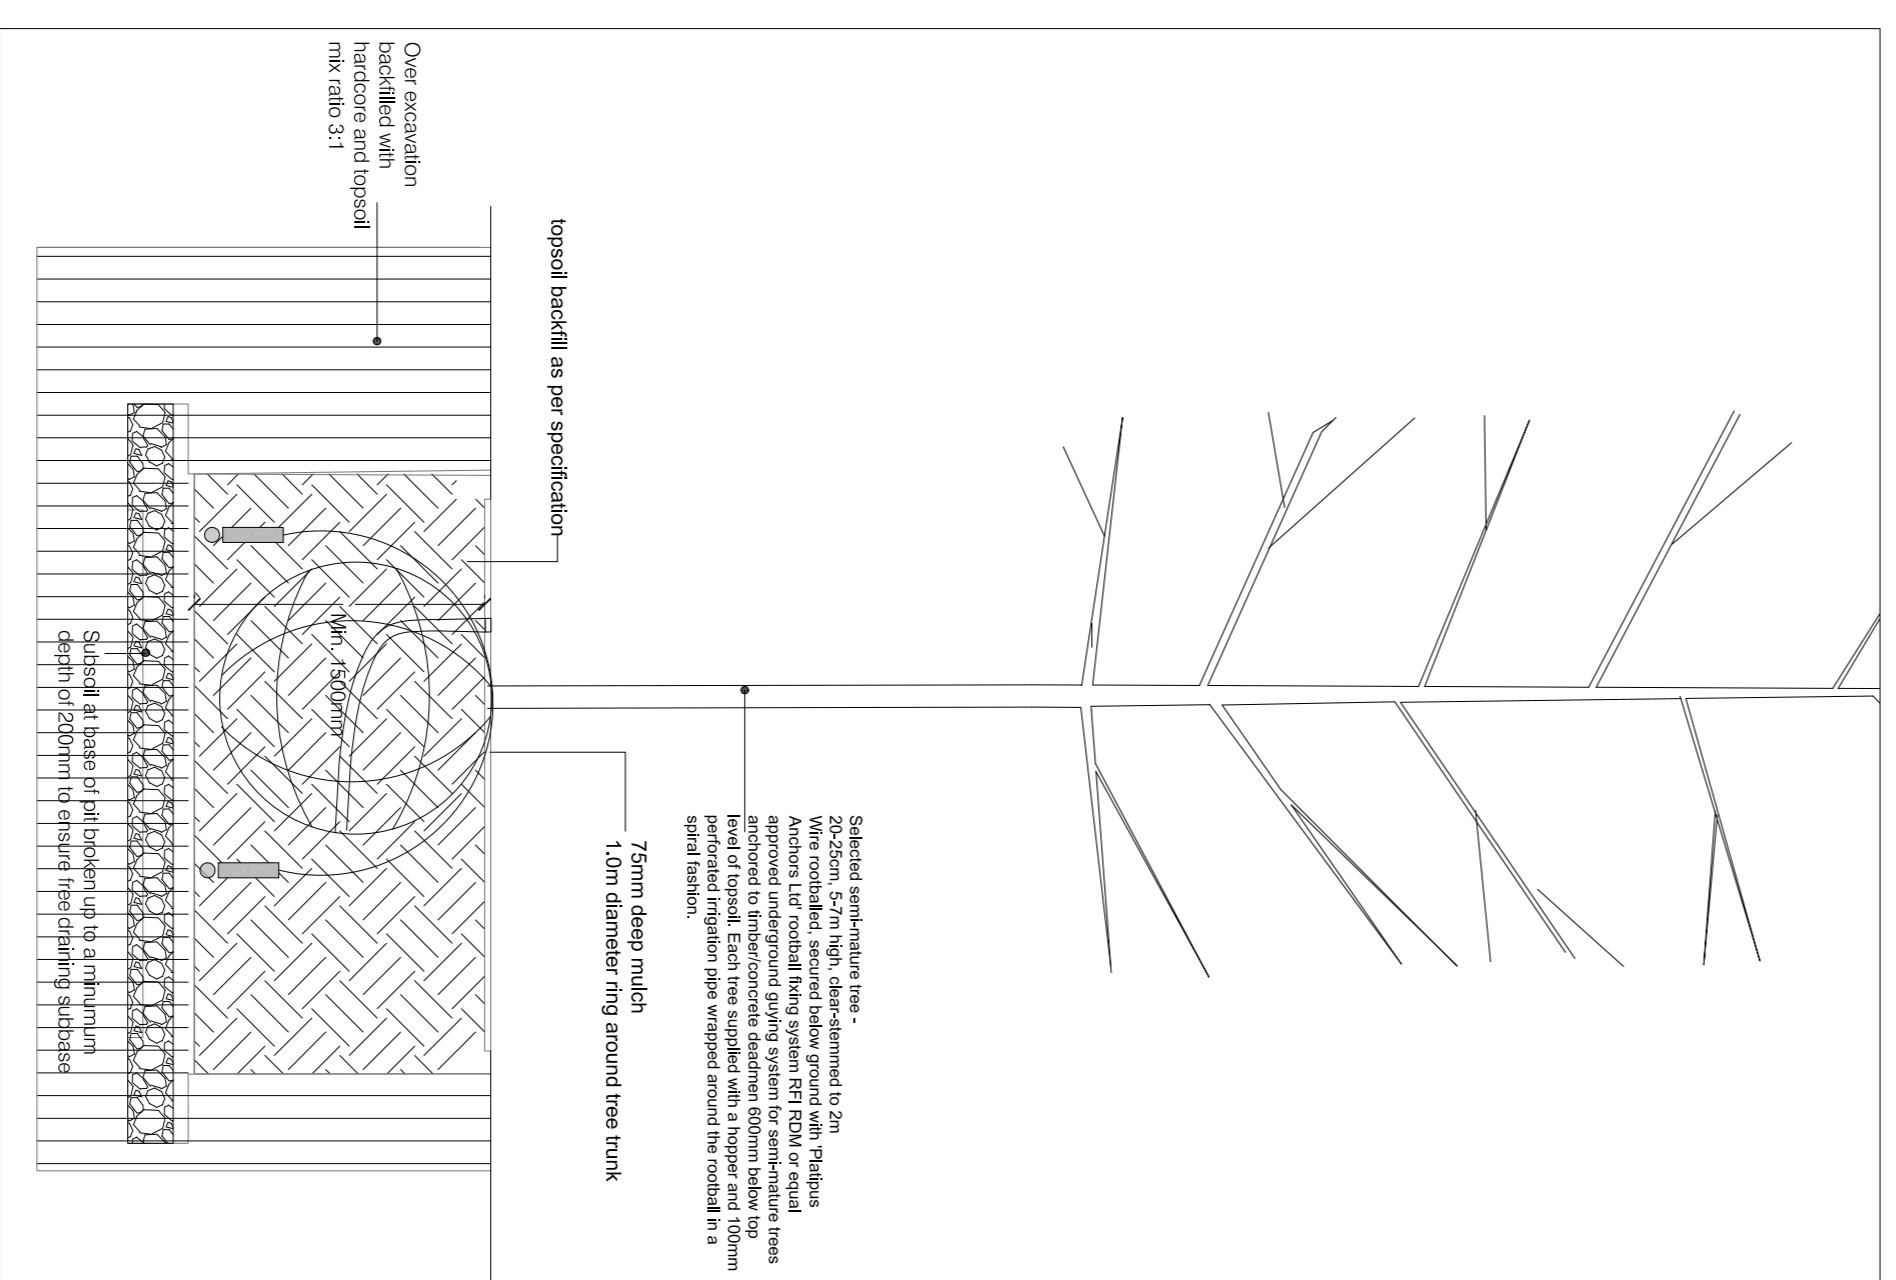 Over excavation
backfilled with
hardcore and topsoil
mix ratio 3:1
topsoil backfill as per specification
Selected semi-mature tree -
20-25cm, 5-7m high, clear-stemmed to 2m
Wire rootballed, secured below ground with 'Platipus
Anchors Ltd' rootball fixing system RFI RDM or equal
approved underground guying system for semi-mature trees
anchored to timber/concrete deadmen 600mm below top
level of topsoil. Each tree supplied with a hopper and 100mm
perforated irrigation pipe wrapped around the rootball in a
spiral fashion.
75mm deep mulch
1.0m diameter ring around tree trunk
Min. 1500mm
Subsoil at base of pit broken up to a minumum
depth of 200mm to ensure free draining subbase